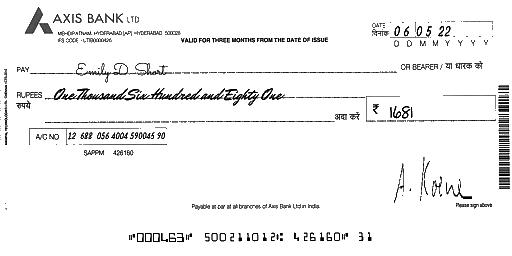 AXIS BANK LTD
MEHDIPATNAM, HYDERABAD [AP] HYDERABAD 500028
IFS CODE - UTIB0000426
VALID FOR THREE MONTHS FROM THE DATE OF ISSUE
DATE
दिनांक 06 05 22
D D M M Y Y Y Y
PAY Emily D Short OR BEARER / या धारक को
RUPEES One Thousand Six Hundred and Eighty One
रुपये अदा करें ₹ 1681
A/C NO 12 688 056 4004 590045 90
SAPPM 426160
A. Koene
Payable at par at all branches of Axis Bank Ltd in India.
Please sign above
⑈000463⑈ 500211012⑆ 426160⑈ 31